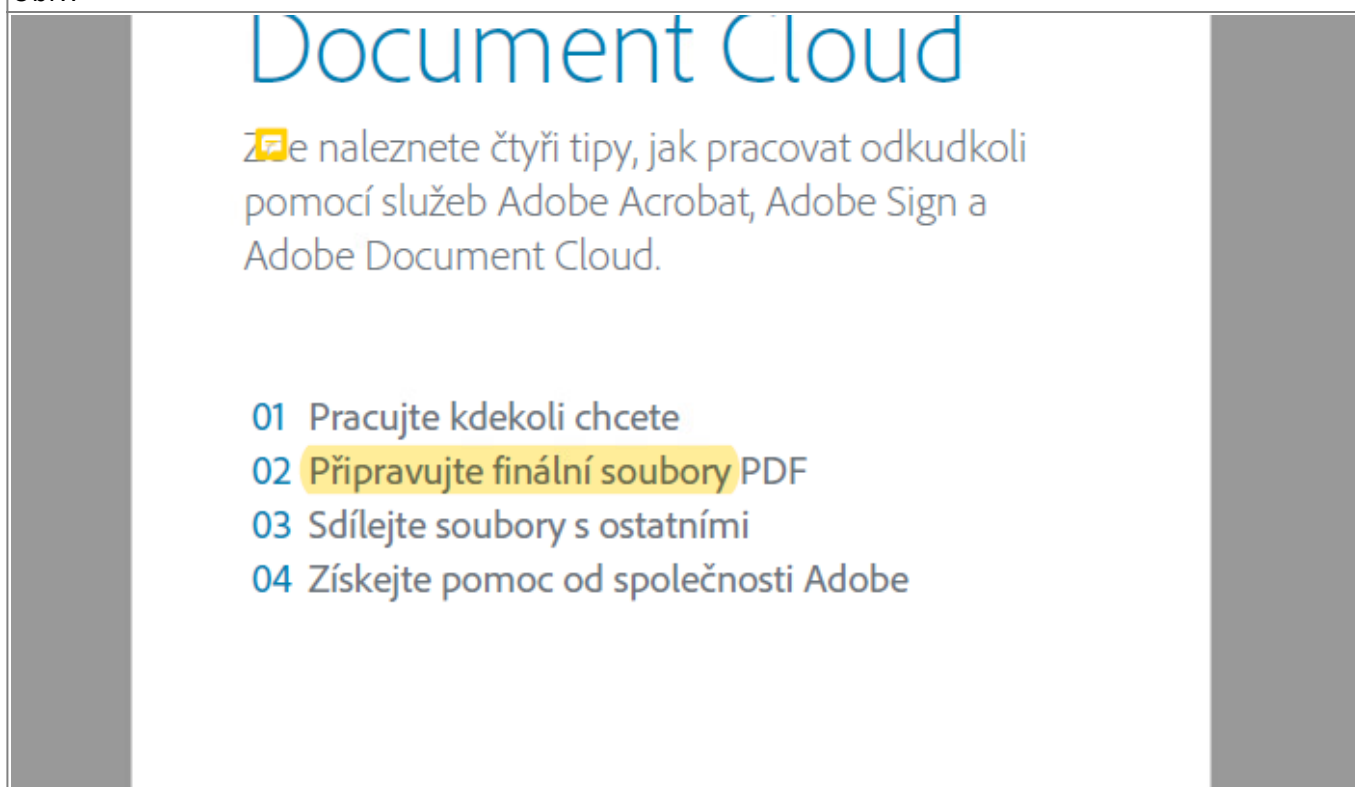 Document Cloud
naleznete čtyři tipy, jak pracovat odkudkoli
pomocí služeb Adobe Acrobat, Adobe Sign a
Adobe Document Cloud.
01 Pracujte kdekoli chcete
02 Připravujte finální soubory PDF
03 Sdílejte soubory s ostatními
04 Získejte pomoc od společnosti Adobe